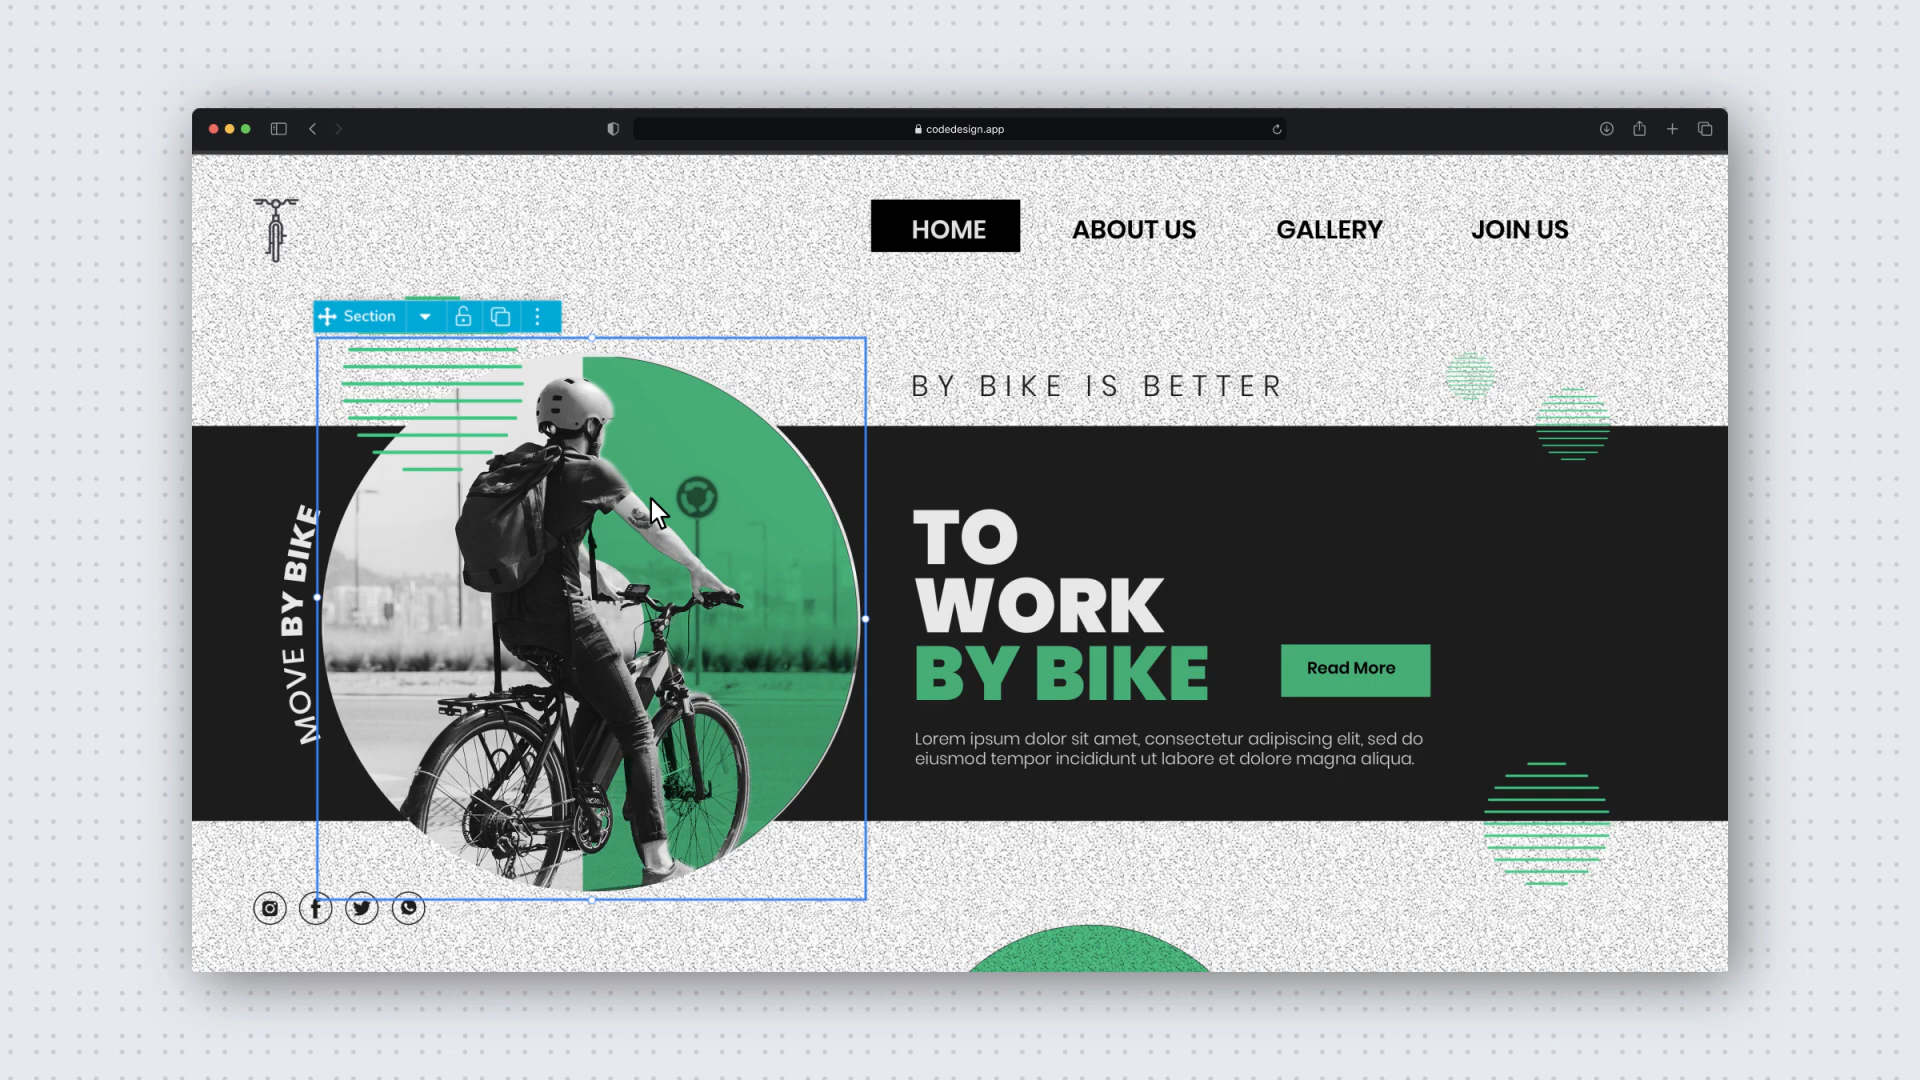 codedesign.app
HOME
ABOUT US
GALLERY
JOIN US
Section
BY BIKE IS BETTER
MOVE BY BIKE
TO
WORK
BY BIKE
Read More
Lorem ipsum dolor sit amet, consectetur adipiscing elit, sed do
eiusmod tempor incididunt ut labore et dolore magna aliqua.